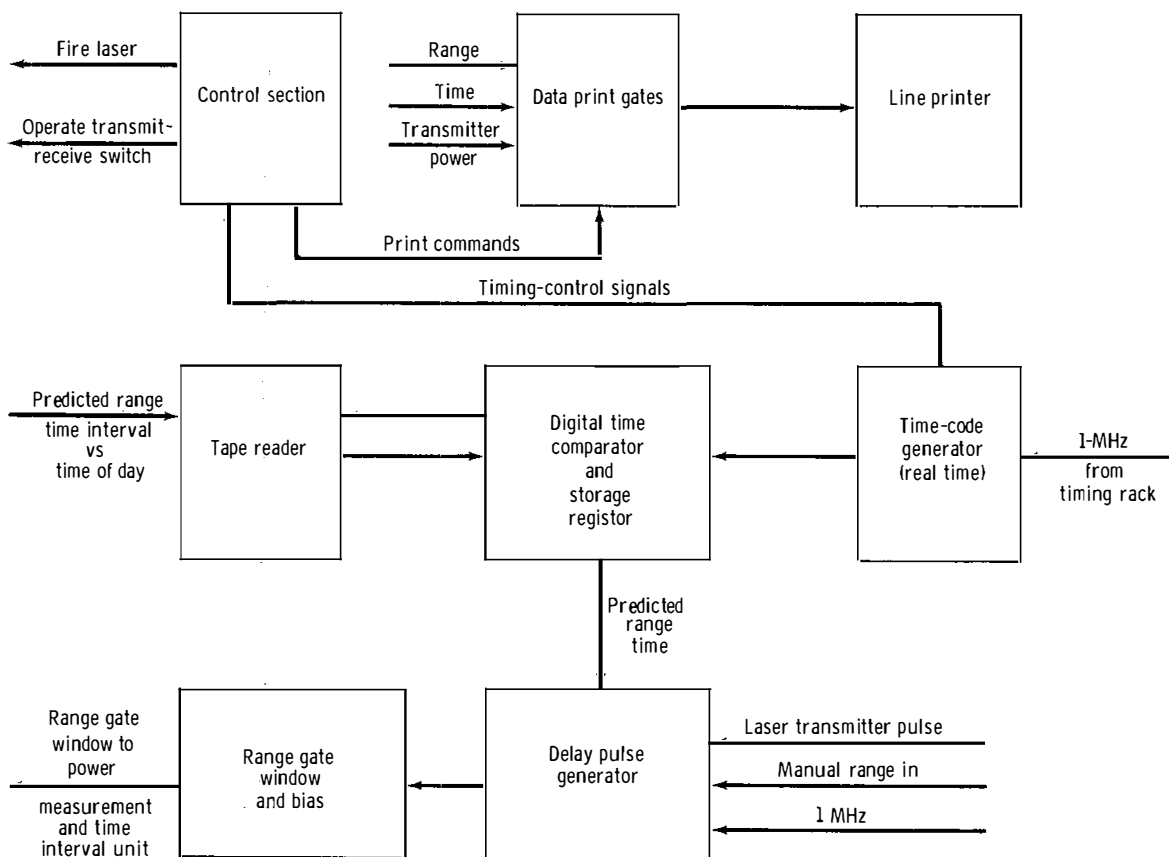 Fire laser
Operate transmit-
receive switch
Control section
Range
Time
Transmitter
power
Data print gates
Line printer
Print commands
Timing-control signals
Predicted range
time interval
vs
time of day
Tape reader
Digital time
comparator
and
storage
registor
Time-code
generator
(real time)
1-MHz
from
timing rack
Predicted
range
time
Range gate
window to
power
measurement
and time
interval unit
Range gate
window
and bias
Delay pulse
generator
Laser transmitter pulse
Manual range in
1 MHz